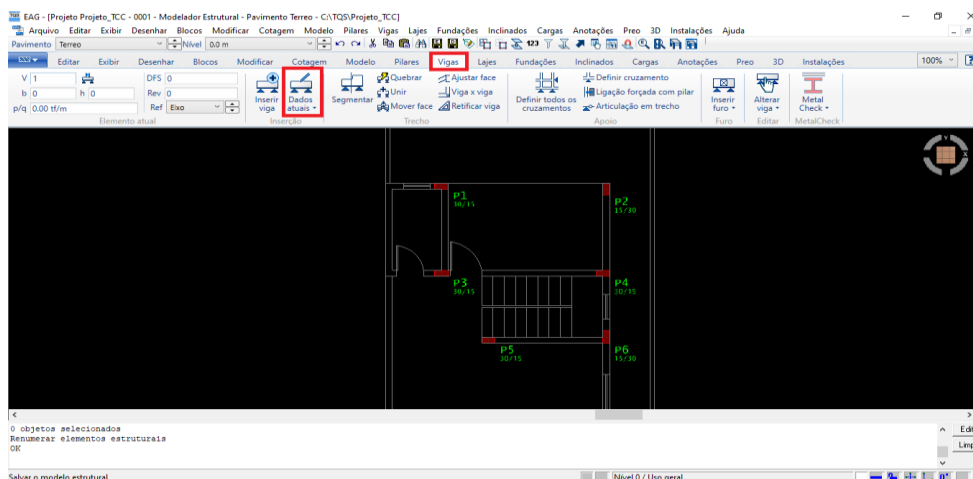 EAG - [Projeto Projeto_TCC - 0001 - Modelador Estrutural - Pavimento Terreo - C:\TQS\Projeto_TCC]
Arquivo Editar Exibir Desenhar Blocos Modificar Cotagem Modelo Pilares Vigas Lajes Fundações Inclinados Cargas Anotações Preo 3D Instalações Ajuda
Pavimento Terreo Nível 0.0 m 123
Editar Exibir Desenhar Blocos Modificar Cotagem Modelo Pilares Vigas Lajes Fundações Inclinados Cargas Anotações Preo 3D Instalações 100%
V 1 DFS 0
b 0 h 0 Rev 0
p/q 0.00 tf/m Ref Eixo
Elemento atual
Inserir viga
Dados atuais
Inserção
Segmentar
Quebrar Ajustar face
Unir Viga x viga
Mover face Retificar viga
Trecho
Definir todos os cruzamentos
Definir cruzamento
Ligação forçada com pilar
Articulação em trecho
Apoio
Inserir furo
Furo
Alterar viga
Editar
Metal Check
MetalCheck
P1
30/15
P2
15/30
P3
30/15
P4
30/15
P5
30/15
P6
15/30
0 objetos selecionados
Renumerar elementos estruturais
OK
Edit
Limp
Salvar o modelo estrutural
Nível 0 / Uso geral
0°